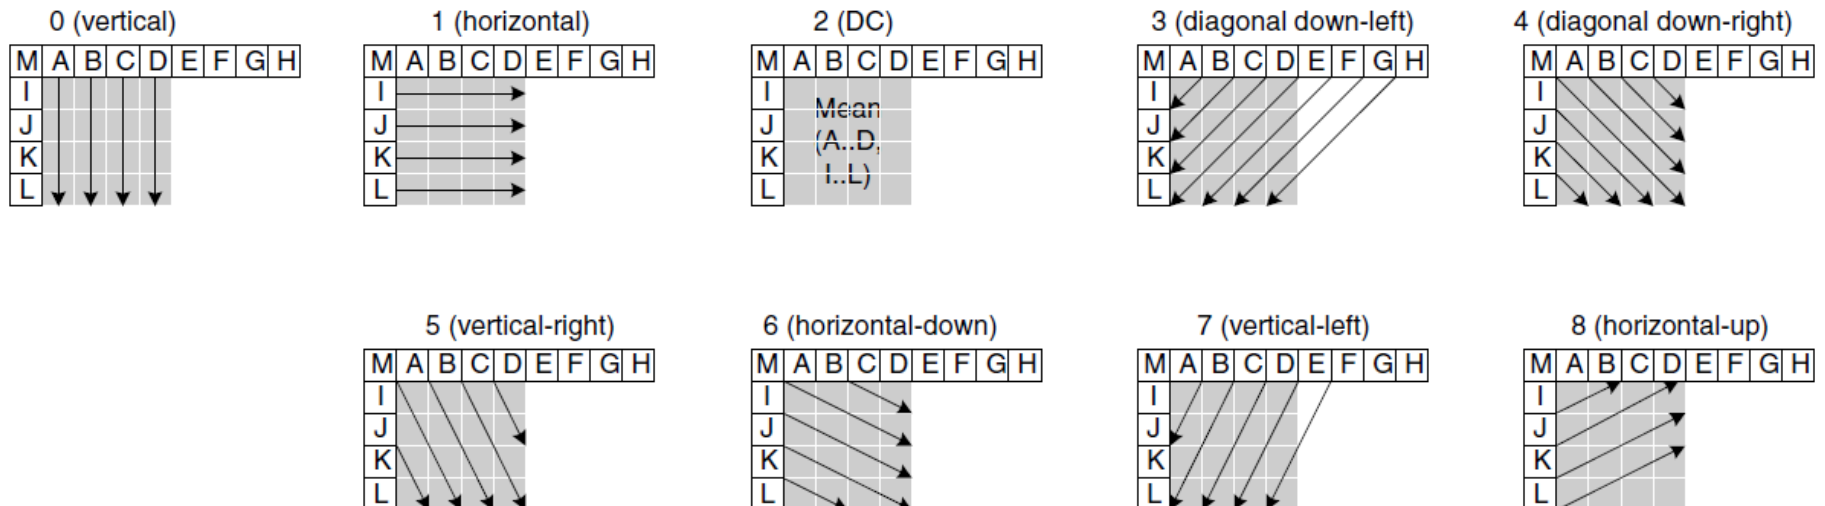 0 (vertical) 1 (horizontal) 2 (DC) 3 (diagonal down-left) 4 (diagonal down-right)
M A B C D E F G H M A B C D E F G H M A B C D E F G H M A B C D E F G H M A B C D E F G H
I I I Mean I I
J J J (A..D, J J
K K K I..L) K K
L L L L L
5 (vertical-right) 6 (horizontal-down) 7 (vertical-left) 8 (horizontal-up)
M A B C D E F G H M A B C D E F G H M A B C D E F G H M A B C D E F G H
I I I I
J J J J
K K K K
L L L L